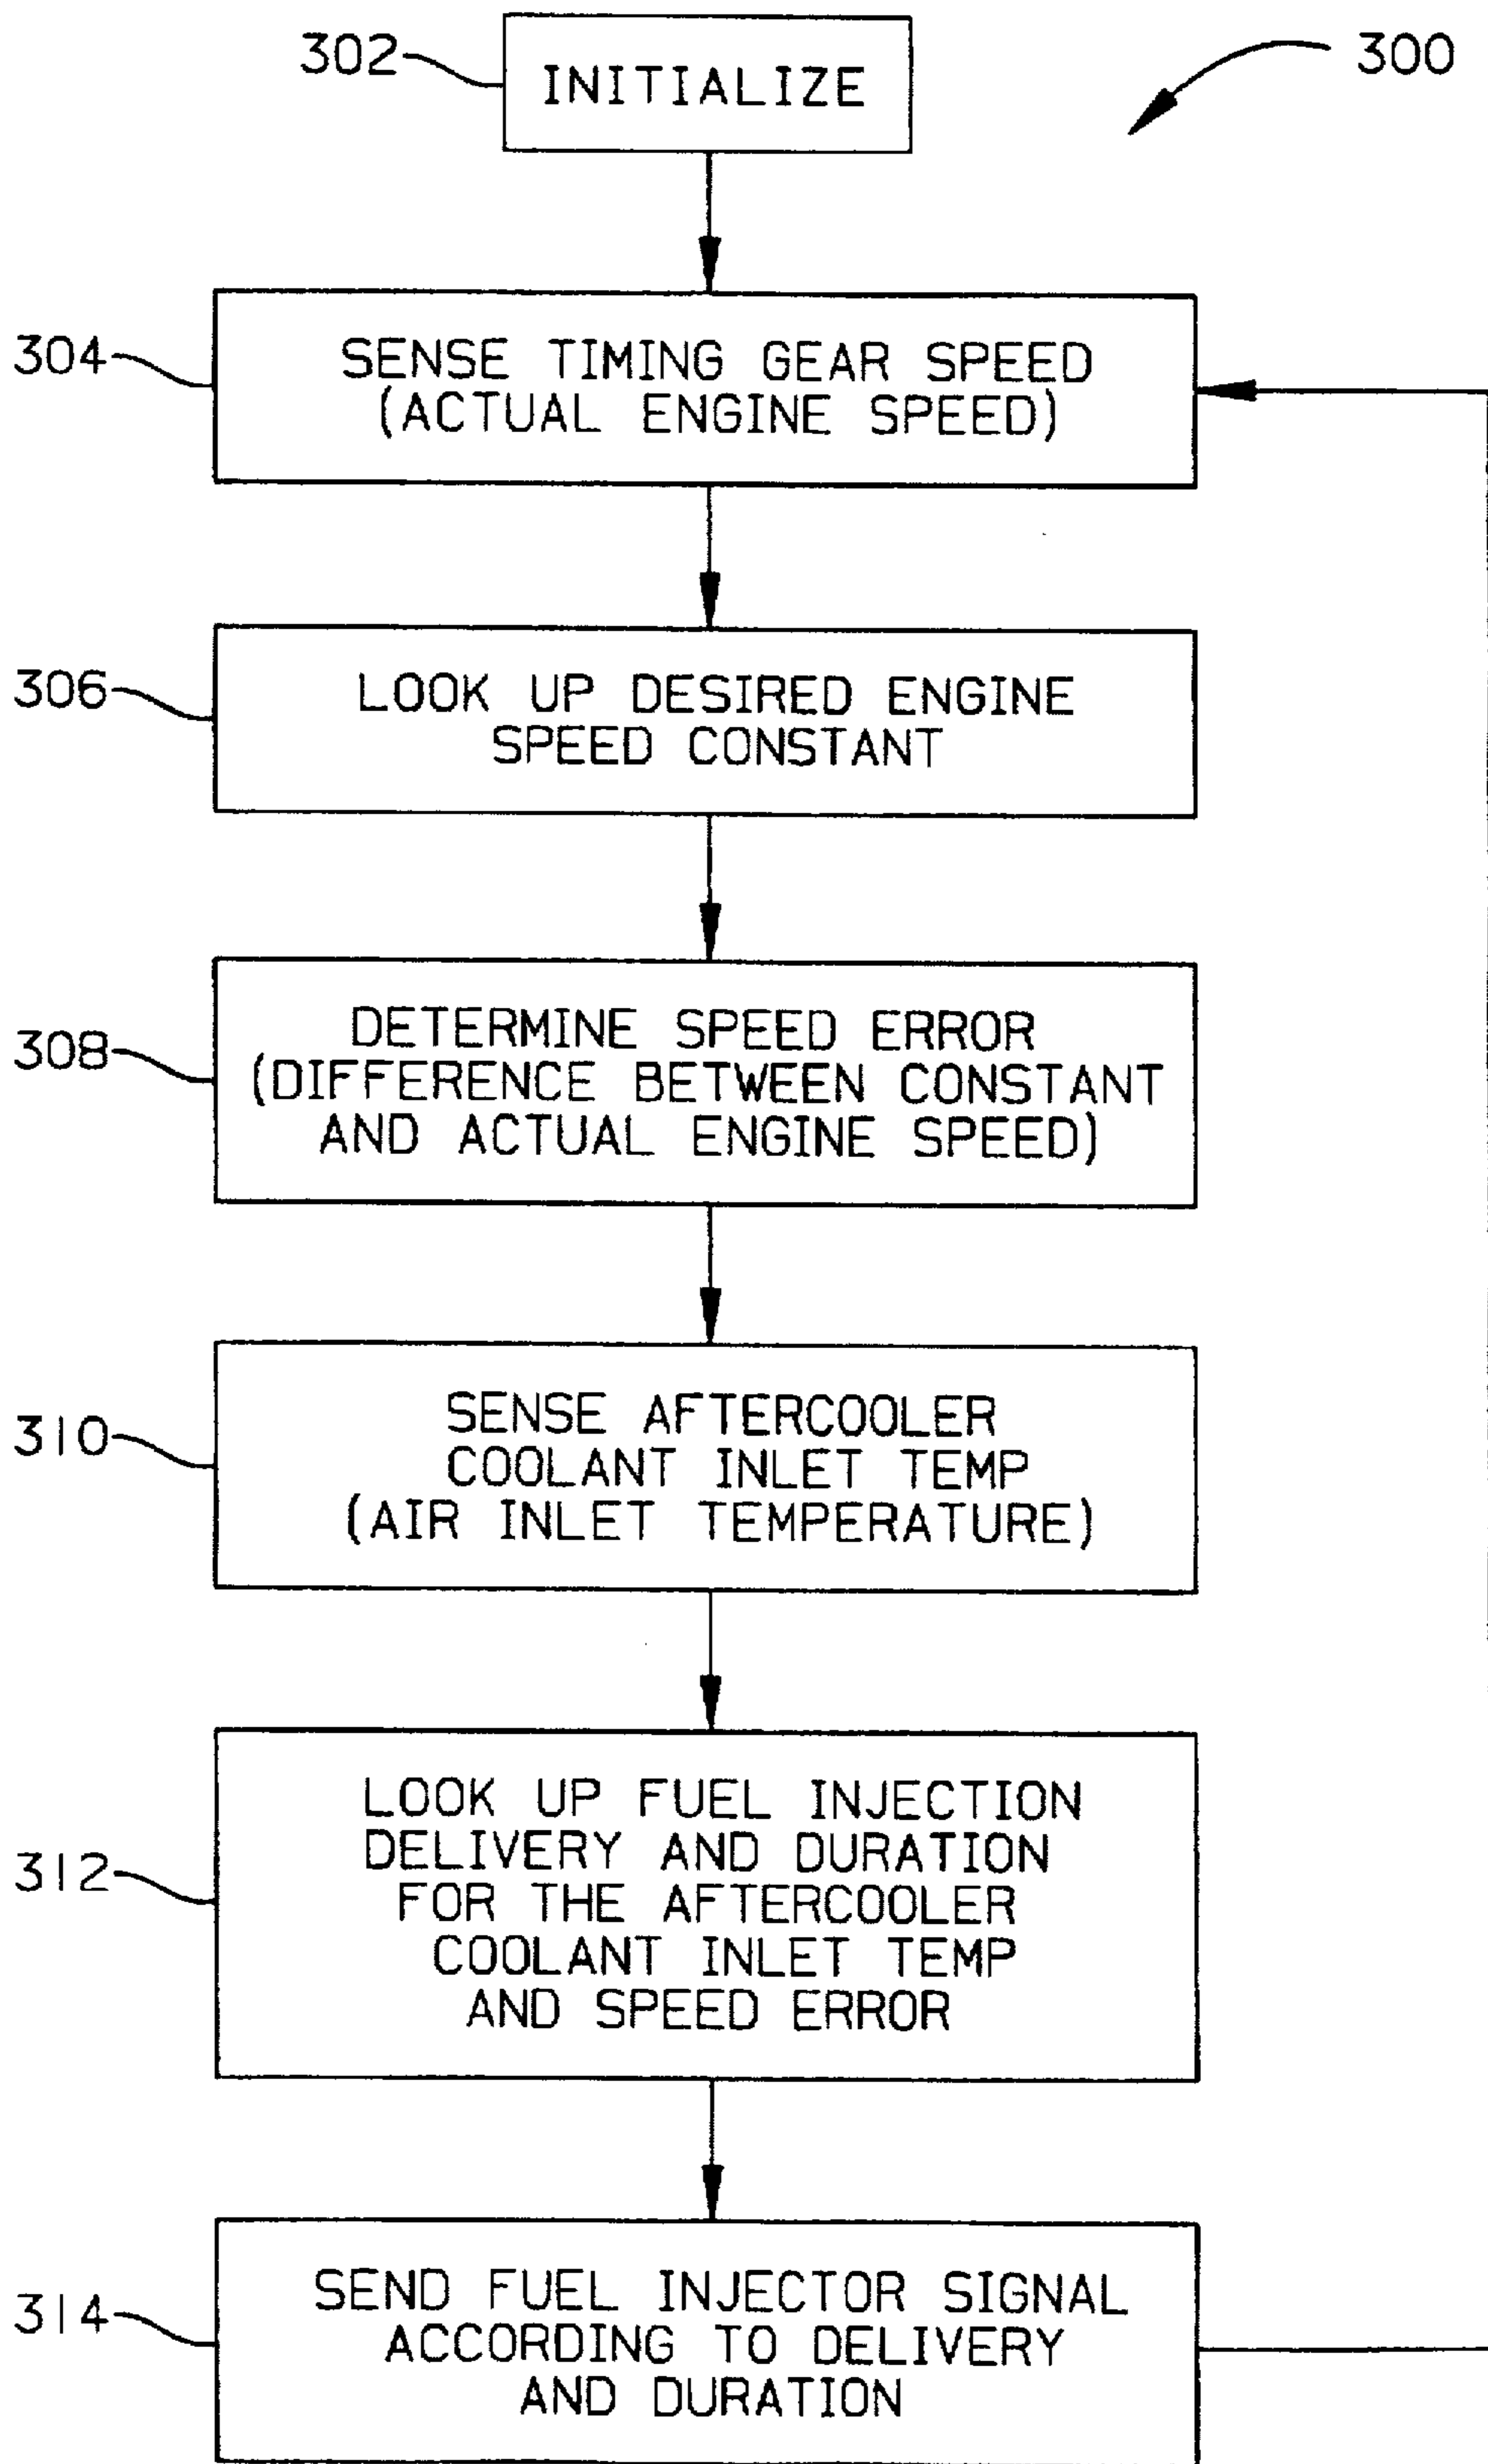 302
INITIALIZE
300
304
SENSE TIMING GEAR SPEED
(ACTUAL ENGINE SPEED)
306
LOOK UP DESIRED ENGINE
SPEED CONSTANT
308
DETERMINE SPEED ERROR
(DIFFERENCE BETWEEN CONSTANT
AND ACTUAL ENGINE SPEED)
310
SENSE AFTERCOOLER
COOLANT INLET TEMP
(AIR INLET TEMPERATURE)
312
LOOK UP FUEL INJECTION
DELIVERY AND DURATION
FOR THE AFTERCOOLER
COOLANT INLET TEMP
AND SPEED ERROR
314
SEND FUEL INJECTOR SIGNAL
ACCORDING TO DELIVERY
AND DURATION